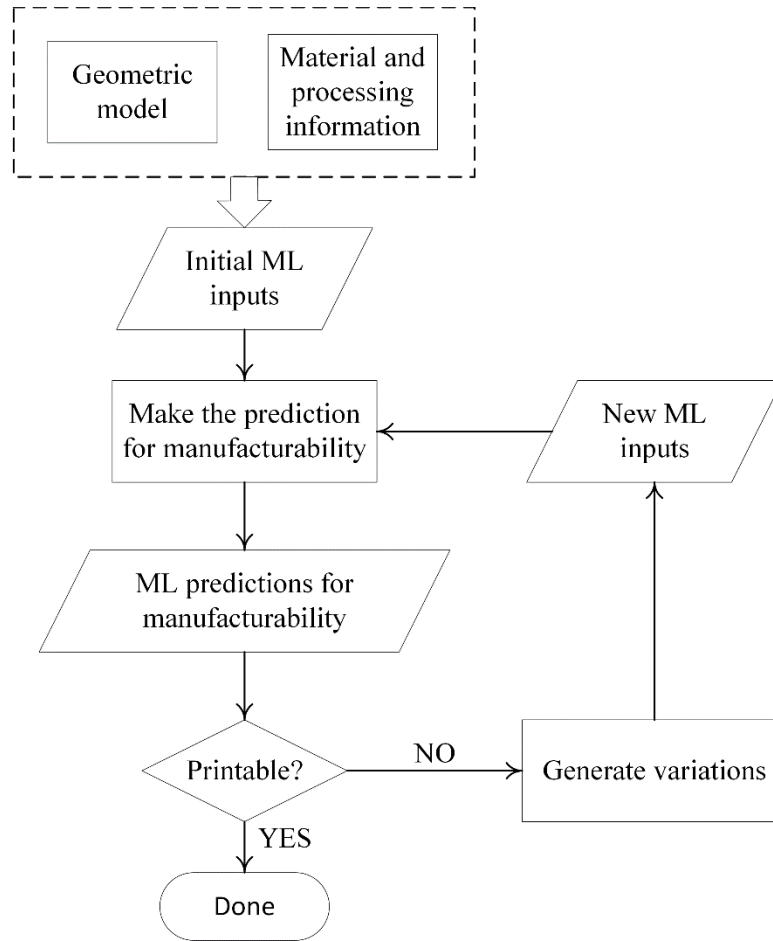 Geometric
model
Material and
processing
information
Initial ML
inputs
Make the prediction
for manufacturability
New ML
inputs
ML predictions for
manufacturability
Printable?
NO
Generate variations
YES
Done